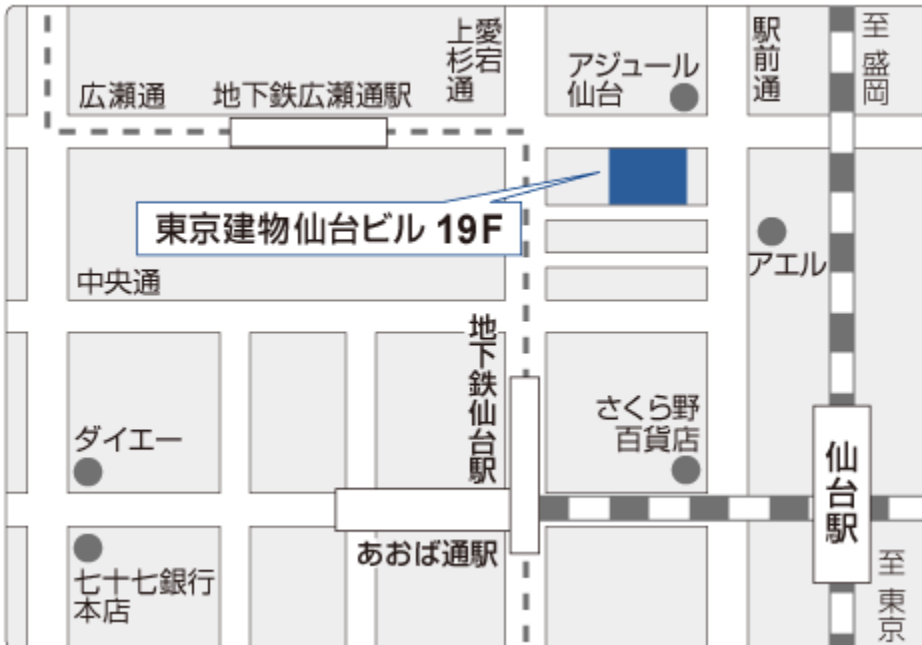 広瀬通
地下鉄広瀬通駅
愛宕
上杉通
アジュール
仙台
駅前通
至 盛岡
東京建物仙台ビル 19F
アエル
中央通
地下鉄仙台駅
さくら野
百貨店
ダイエー
仙台駅
あおば通駅
七十七銀行
本店
至 東京